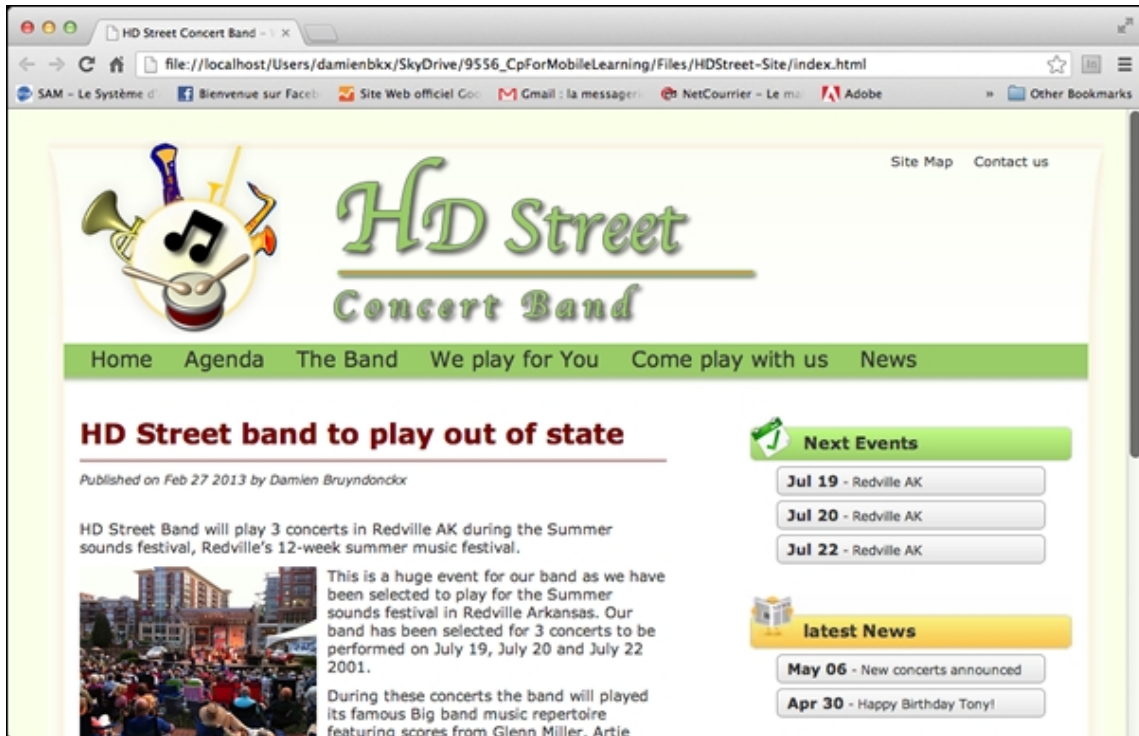 HD Street Concert Band -
file://localhost/Users/damienbkx/SkyDrive/9556_CpForMobileLearning/Files/HDStreet-Site/index.html
SAM - Le Système d' Bienvenue sur Faceb Site Web officiel Goo Gmail : la messageri NetCourrier - Le ma Adobe » Other Bookmarks
Site Map Contact us
HD Street
Concert Band
Home Agenda The Band We play for You Come play with us News
HD Street band to play out of state
Published on Feb 27 2013 by Damien Bruyndonckx
HD Street Band will play 3 concerts in Redville AK during the Summer
sounds festival, Redville's 12-week summer music festival.
This is a huge event for our band as we have
been selected to play for the Summer
sounds festival in Redville Arkansas. Our
band has been selected for 3 concerts to be
performed on July 19, July 20 and July 22
2001.
During these concerts the band will played
its famous Big band music repertoire
featuring scores from Glenn Miller, Artie
Next Events
Jul 19 - Redville AK
Jul 20 - Redville AK
Jul 22 - Redville AK
latest News
May 06 - New concerts announced
Apr 30 - Happy Birthday Tony!